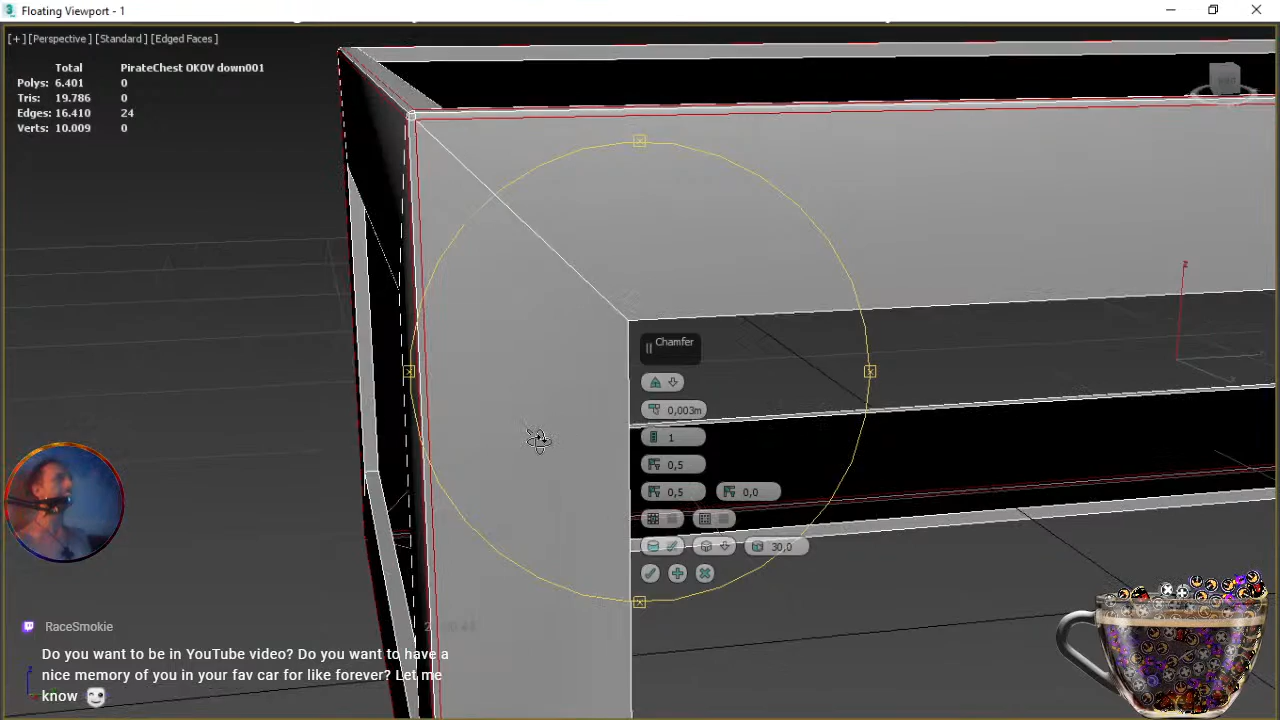 Floating Viewport - 1
[+] [Perspective] [Standard] [Edged Faces]
Total PirateChest OKOV down001
Polys: 6.401 0
Tris: 19.786 0
Edges: 16.410 24
Verts: 10.009 0
z
Chamfer
0,003m
1
0,5
0,5 0,0
30,0
RaceSmokie
Do you want to be in YouTube video? Do you want to have a
nice memory of you in your fav car for like forever? Let me
know